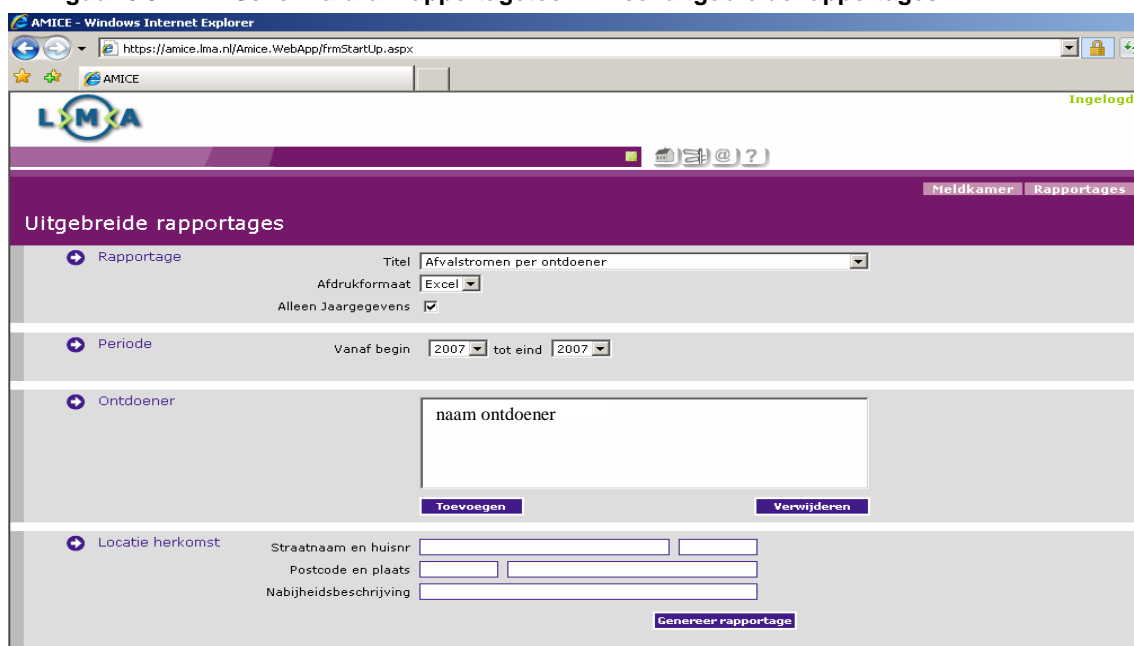 AMICE - Windows Internet Explorer
https://amice.lma.nl/Amice.WebApp/frmStartUp.aspx
AMICE
Ingelogd
LMA
Meldkamer Rapportages
Uitgebreide rapportages
Rapportage
Titel Afvalstromen per ontdoener
Afdrukformaat Excel
Alleen Jaargegevens
Periode
Vanaf begin 2007 tot eind 2007
Ontdoener
naam ontdoener
Toevoegen Verwijderen
Locatie herkomst
Straatnaam en huisnr
Postcode en plaats
Nabijheidsbeschrijving
Genereer rapportage